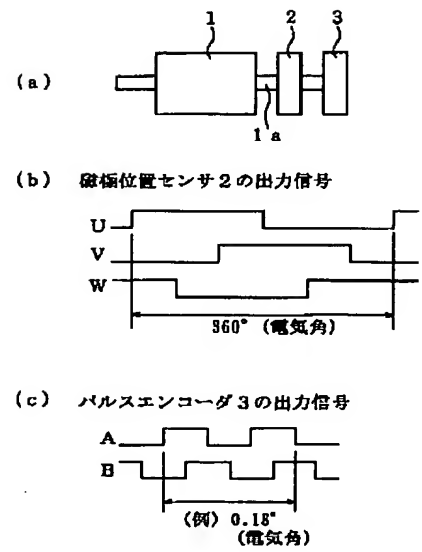 1 2 3
(a)
1a
(b) 磁極位置センサ2の出力信号
U
V
W
360° (電気角)
(c) パルスエンコーダ3の出力信号
A
B
(例) 0.18°
(電気角)